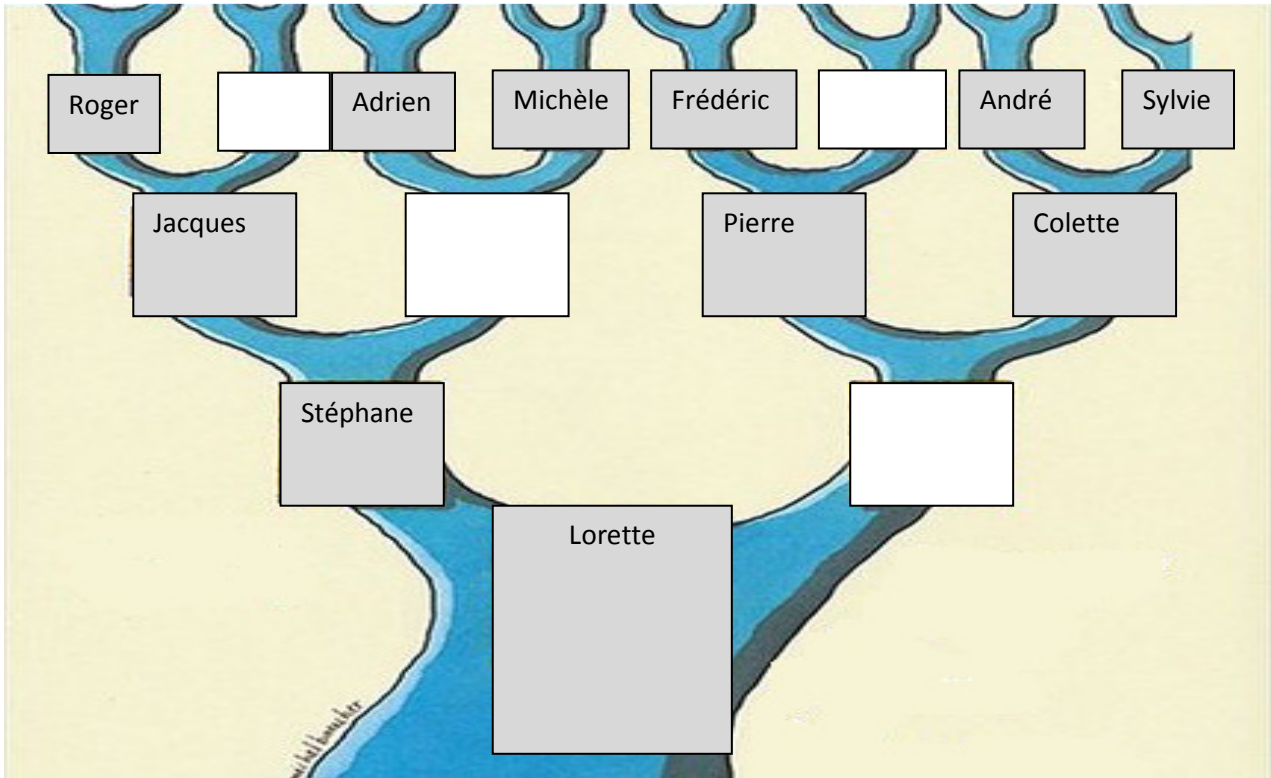 Roger
Adrien
Michèle
Frédéric
André
Sylvie
Jacques
Pierre
Colette
Stéphane
Lorette